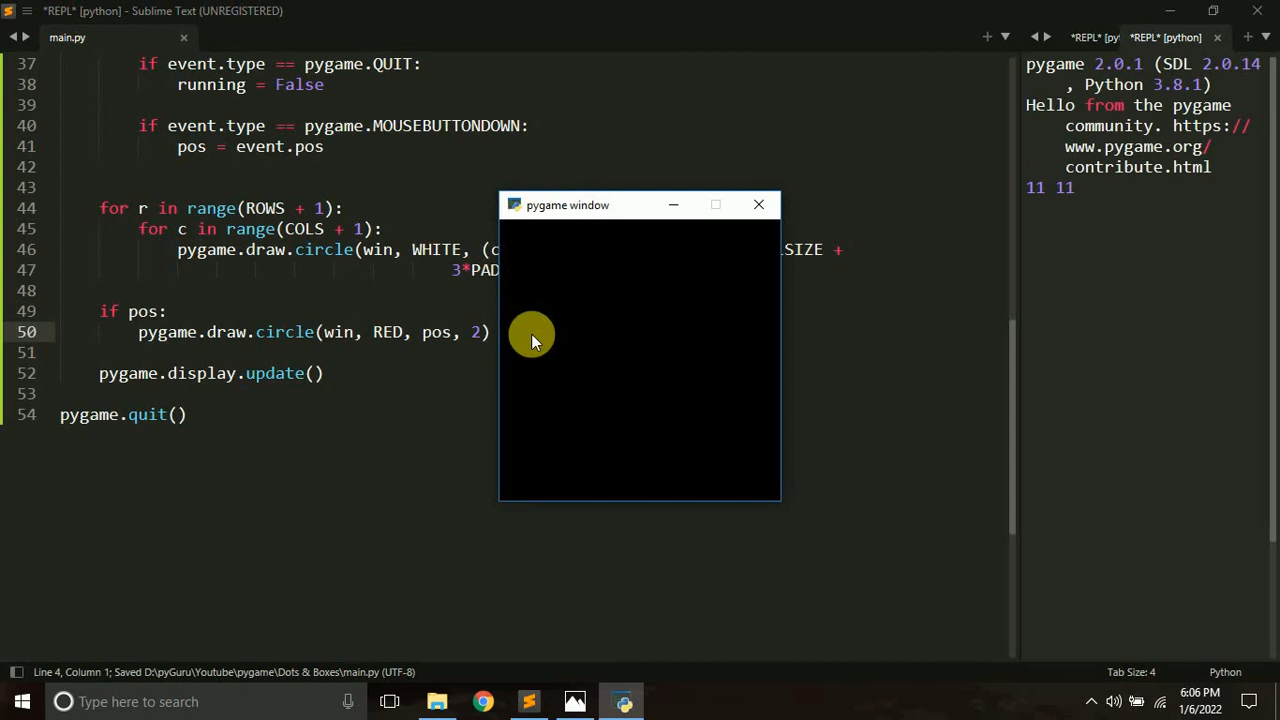 *REPL* [python] - Sublime Text (UNREGISTERED)
main.py
*REPL* [py
*REPL* [python]
37 if event.type == pygame.QUIT:
38 running = False
39
40 if event.type == pygame.MOUSEBUTTONDOWN:
41 pos = event.pos
42
43
44 for r in range(ROWS + 1):
45 for c in range(COLS + 1):
46 pygame.draw.circle(win, WHITE, (c LSIZE +
47 3*PAD
48
49 if pos:
50 pygame.draw.circle(win, RED, pos, 2)
51
52 pygame.display.update()
53
54 pygame.quit()
pygame window
pygame 2.0.1 (SDL 2.0.14
, Python 3.8.1)
Hello from the pygame
community. https://
www.pygame.org/
contribute.html
11 11
Line 4, Column 1; Saved D:\pyGuru\Youtube\pygame\Dots & Boxes\main.py (UTF-8)
Tab Size: 4
Python
Type here to search
6:06 PM
1/6/2022